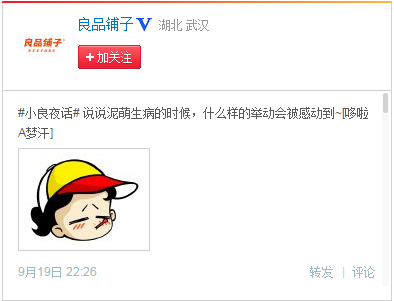 良品铺子
BESTORE
良品铺子 V 湖北 武汉
+ 加关注
#小良夜话# 说说泥萌生病的时候，什么样的举动会被感动到~[哆啦
A梦汗]
9月19日 22:26
转发 | 评论